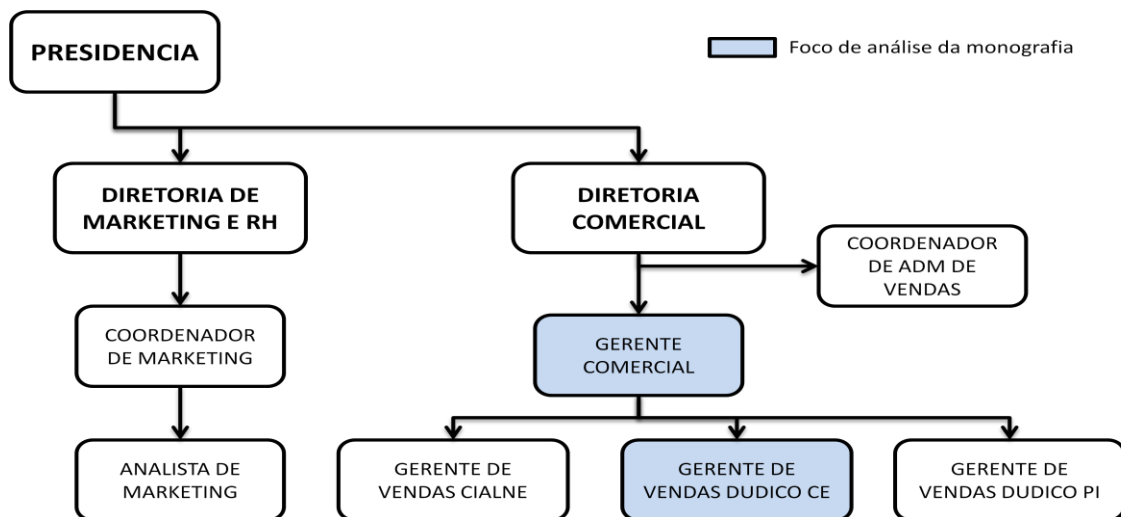 PRESIDENCIA
Foco de análise da monografia
DIRETORIA DE
MARKETING E RH
DIRETORIA
COMERCIAL
COORDENADOR
DE ADM DE
VENDAS
COORDENADOR
DE MARKETING
GERENTE
COMERCIAL
ANALISTA DE
MARKETING
GERENTE DE
VENDAS CIALNE
GERENTE DE
VENDAS DUDICO CE
GERENTE DE
VENDAS DUDICO PI